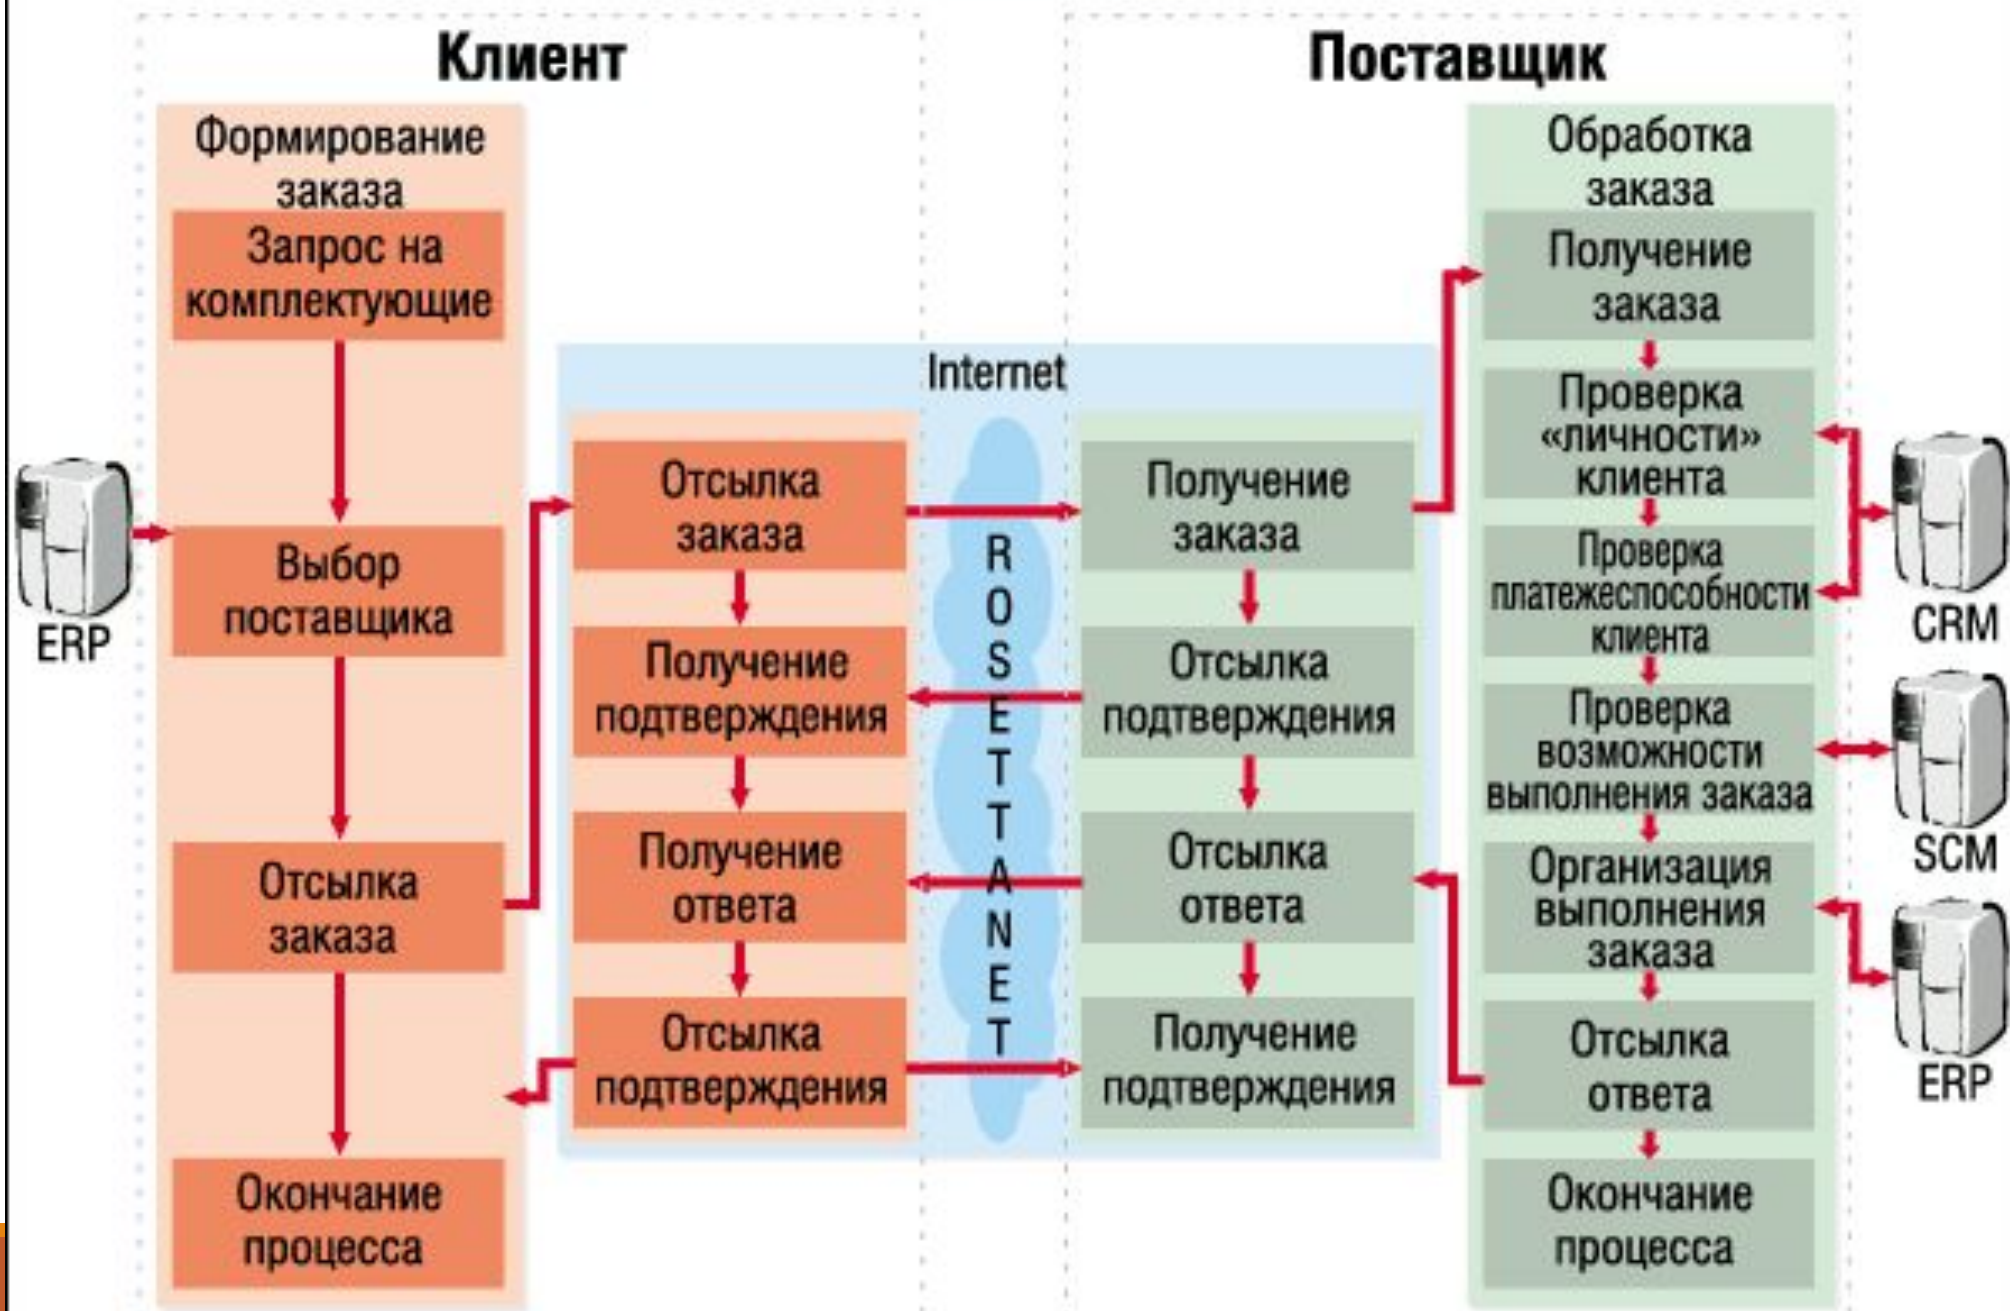 Клиент
Поставщик
Формирование
заказа
Запрос на
комплектующие
Выбор
поставщика
Отсылка
заказа
Окончание
процесса
ERP
Internet
Отсылка
заказа
Получение
подтверждения
Получение
ответа
Отсылка
подтверждения
ROSETTANET
Получение
заказа
Отсылка
подтверждения
Отсылка
ответа
Получение
подтверждения
Обработка
заказа
Получение
заказа
Проверка
«личности»
клиента
Проверка
платежеспособности
клиента
Проверка
возможности
выполнения заказа
Организация
выполнения
заказа
Отсылка
ответа
Окончание
процесса
CRM
SCM
ERP